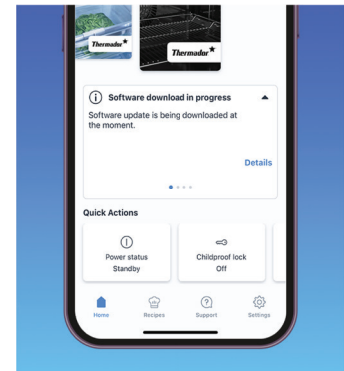 Thermador
Thermador
Software download in progress
Software update is being downloaded at
the moment.
Details
Quick Actions
Power status
Standby
Childproof lock
Off
Home
Recipes
Support
Settings